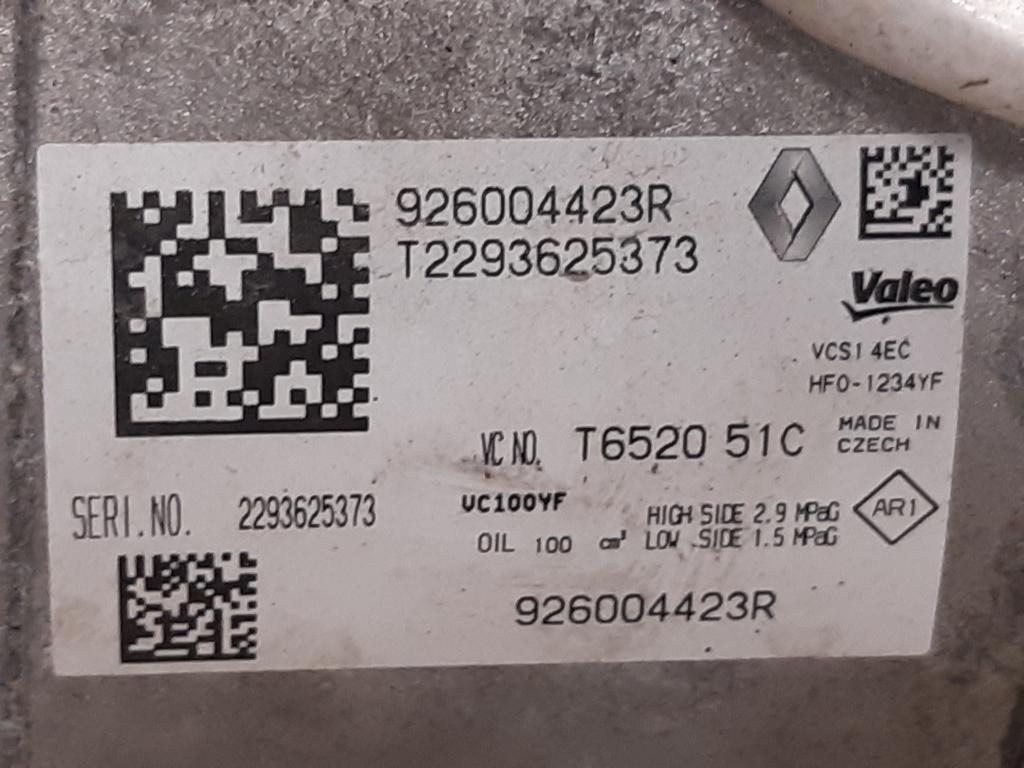 926004423R
T2293625373
Valeo
VCS14EC
HFO-1234YF
MADE IN
CZECH
VC NO. T6520 51C
SERI.NO. 2293625373
VC100YF
OIL 100 cm³
HIGH SIDE 2.9 MPaG
LOW SIDE 1.5 MPaG
AR1
926004423R